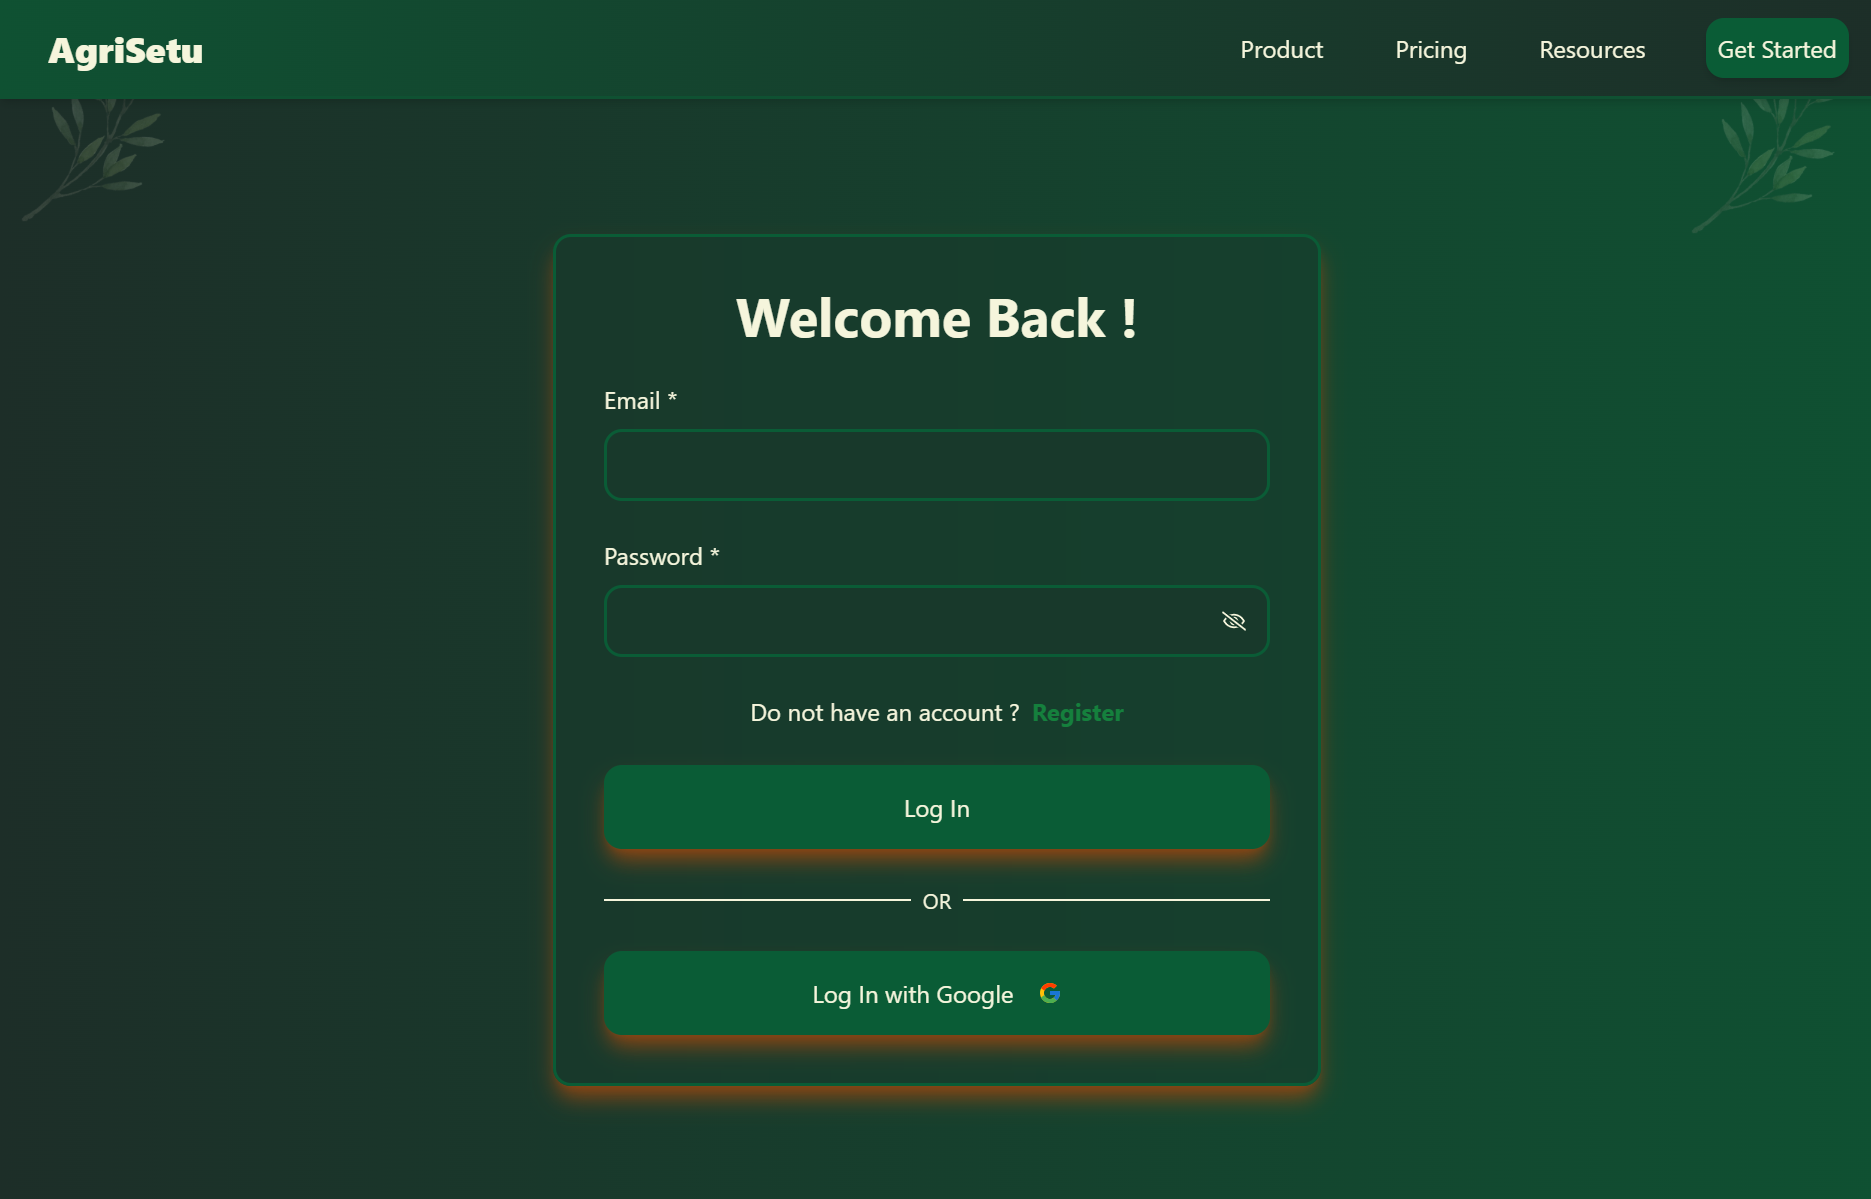 AgriSetu
Product Pricing Resources Get Started
Welcome Back !
Email *
Password *
Do not have an account ? Register
Log In
OR
Log In with Google